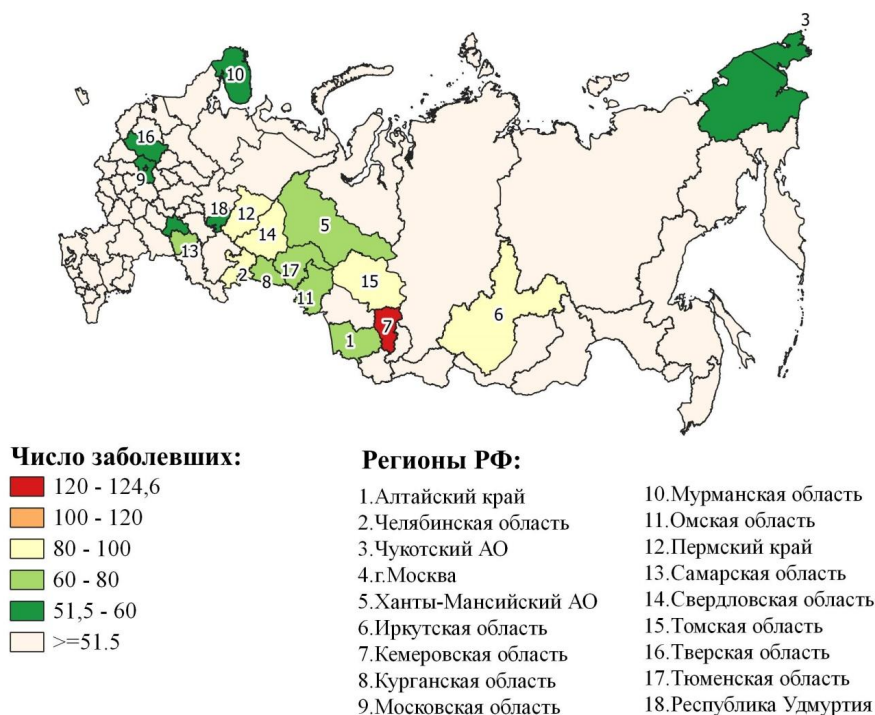 3
10
16
9
18
12
5
14
13
2
8
17
15
11
6
7
1
Число заболевших:
120 - 124,6
100 - 120
80 - 100
60 - 80
51,5 - 60
>=51.5
Регионы РФ:
1.Алтайский край
2.Челябинская область
3.Чукотский АО
4.г.Москва
5.Ханты-Мансийский АО
6.Иркутская область
7.Кемеровская область
8.Курганская область
9.Московская область
10.Мурманская область
11.Омская область
12.Пермский край
13.Самарская область
14.Свердловская область
15.Томская область
16.Тверская область
17.Тюменская область
18.Республика Удмуртия